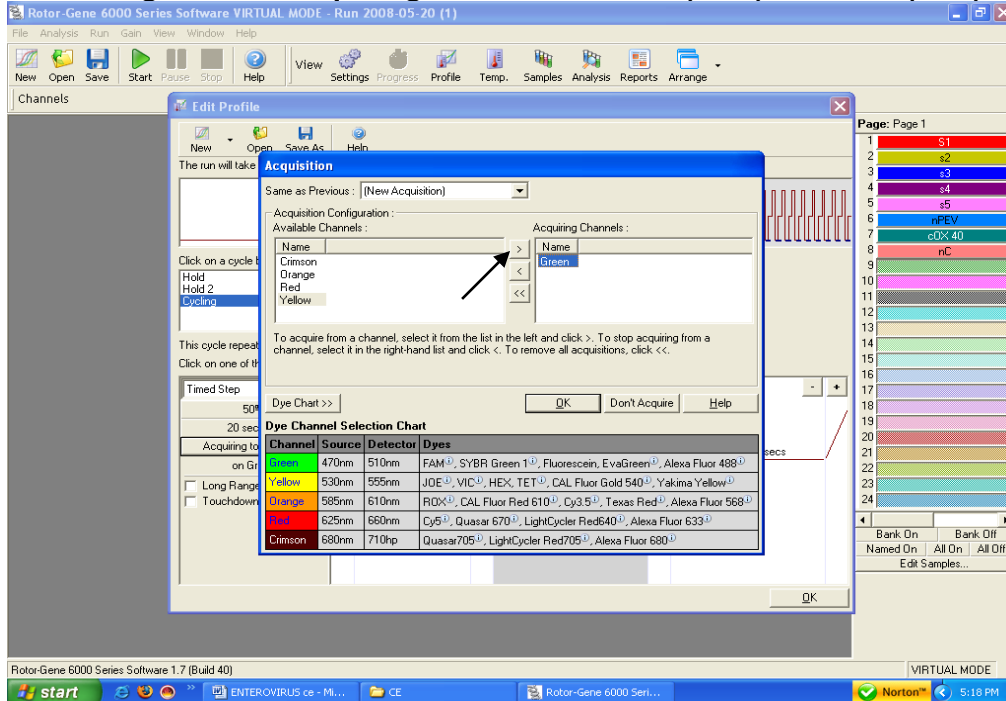 Rotor-Gene 6000 Series Software VIRTUAL MODE - Run 2008-05-20 (1)
File Analysis Run Gain View Window Help
New Open Save Start Pause Stop Help View Settings Progress Profile Temp. Samples Analysis Reports Arrange
Channels
Edit Profile
New Open Save As Help
The run will take
Acquisition
Same as Previous : (New Acquisition)
Acquisition Configuration :
Available Channels :
Name
Crimson
Orange
Red
Yellow
>
<
<<
Acquiring Channels :
Name
Green
To acquire from a channel, select it from the list in the left and click >. To stop acquiring from a
channel, select it in the right-hand list and click <. To remove all acquisitions, click <<.
Dye Chart >> OK Don't Acquire Help
Dye Channel Selection Chart
Channel Source Detector Dyes
Green 470nm 510nm FAM, SYBR Green 1, Fluorescein, EvaGreen, Alexa Fluor 488
Yellow 530nm 555nm JOE, VIC, HEX, TET, CAL Fluor Gold 540, Yakima Yellow
Orange 585nm 610nm ROX, CAL Fluor Red 610, Cy3.5, Texas Red, Alexa Fluor 568
Red 625nm 660nm Cy5, Quasar 670, LightCycler Red640, Alexa Fluor 633
Crimson 680nm 710hp Quasar705, LightCycler Red705, Alexa Fluor 680
Click on a cycle
Hold
Hold 2
Cycling
This cycle repeat
Click on one of th
Timed Step
- +
50º
20 sec
Acquiring to
on Gr
Long Range
Touchdown
secs
OK
Page: Page 1
1 S1
2 s2
3 s3
4 s4
5 s5
6 nPEV
7 cOX 40
8 nC
9
10
11
12
13
14
15
16
17
18
19
20
21
22
23
24
Bank On Bank Off
Named On All On All Off
Edit Samples...
Rotor-Gene 6000 Series Software 1.7 (Build 40) VIRTUAL MODE
start ENTEROVIRUS ce - Mi... CE Rotor-Gene 6000 Seri... Norton™ 5:18 PM